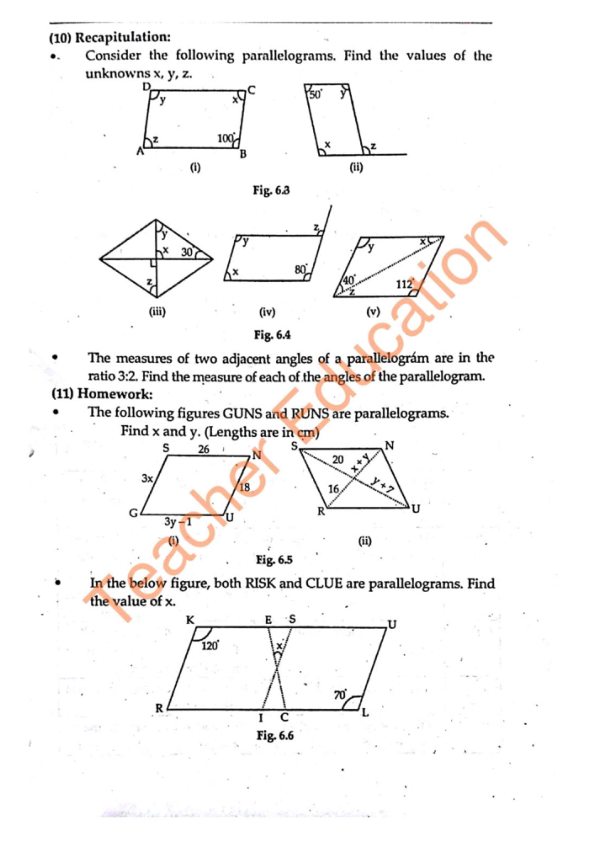 (10) Recapitulation:
•. Consider the following parallelograms. Find the values of the
unknowns x, y, z.
D C
y x
z 100°
A B
(i)
50° y
x z
(ii)
Fig. 6.3
y
x 30°
z
(iii)
z
y
x 80°
(iv)
y x
40°
z 112°
(v)
Fig. 6.4
• The measures of two adjacent angles of a parallelográm are in the
ratio 3:2. Find the measure of each of the angles of the parallelogram.
(11) Homework:
• The following figures GUNS and RUNS are parallelograms.
Find x and y. (Lengths are in cm)
S 26 N
3x 18
G 3y–1 U
(i)
S N
20 x+y
16 y+7
R U
(ii)
Fig. 6.5
• In the below figure, both RISK and CLUE are parallelograms. Find
the value of x.
K E S U
120° x
70°
R I C L
Fig. 6.6
Teacher Education